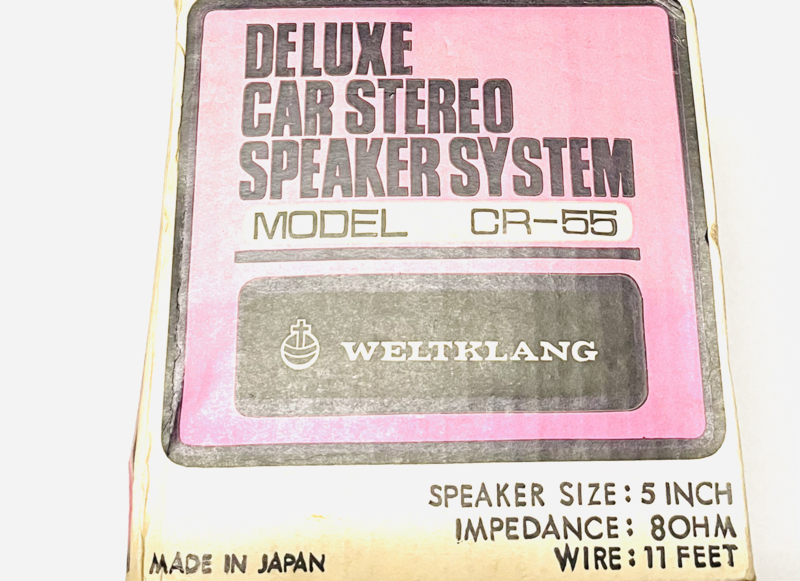 DELUXE
CAR STEREO
SPEAKER SYSTEM
MODEL CR-55
WELTKLANG
SPEAKER SIZE: 5 INCH
IMPEDANCE: 8OHM
WIRE: 11 FEET
MADE IN JAPAN